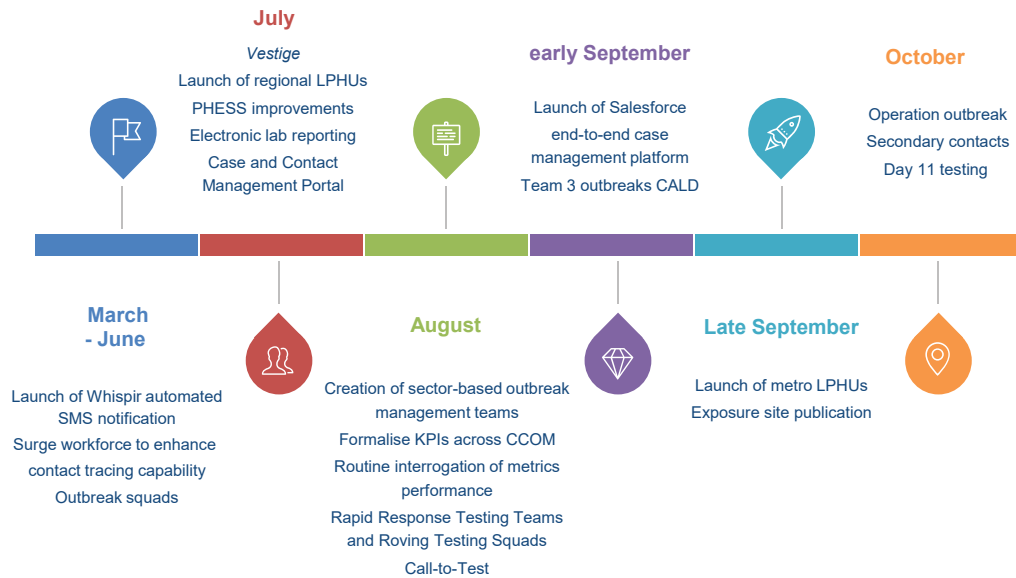 July
Vestige
Launch of regional LPHUs
PHESS improvements
Electronic lab reporting
Case and Contact
Management Portal
early September
Launch of Salesforce
end-to-end case
management platform
Team 3 outbreaks CALD
October
Operation outbreak
Secondary contacts
Day 11 testing
March
- June
Launch of Whispir automated
SMS notification
Surge workforce to enhance
contact tracing capability
Outbreak squads
August
Creation of sector-based outbreak
management teams
Formalise KPIs across CCOM
Routine interrogation of metrics
performance
Rapid Response Testing Teams
and Roving Testing Squads
Call-to-Test
Late September
Launch of metro LPHUs
Exposure site publication